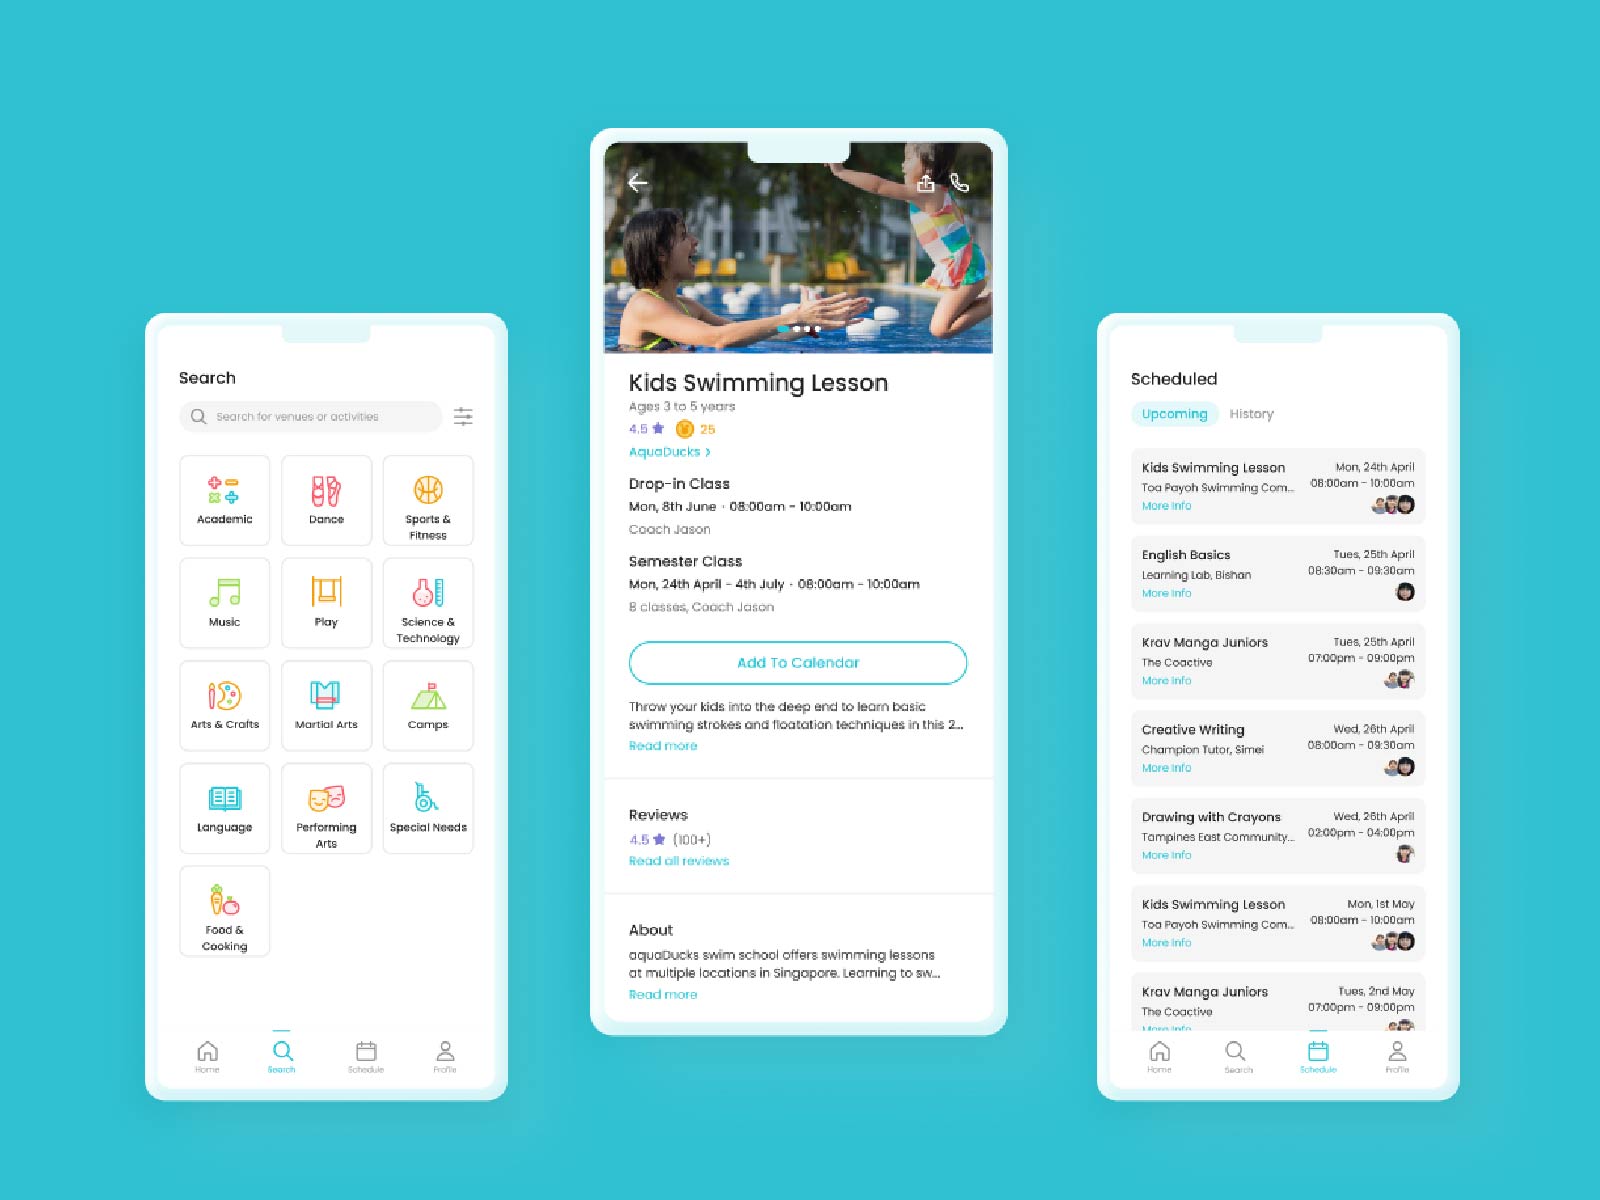 Search
Search for venues or activities
Academic
Dance
Sports &
Fitness
Music
Play
Science &
Technology
Arts & Crafts
Martial Arts
Camps
Language
Performing
Arts
Special Needs
Food &
Cooking
Home
Search
Schedule
Profile
Kids Swimming Lesson
Ages 3 to 5 years
4.5 25
AquaDucks >
Drop-in Class
Mon, 8th June · 08:00am - 10:00am
Coach Jason
Semester Class
Mon, 24th April - 4th July · 08:00am - 10:00am
8 classes, Coach Jason
Add To Calendar
Throw your kids into the deep end to learn basic
swimming strokes and floatation techniques in this 2...
Read more
Reviews
4.5 (100+)
Read all reviews
About
aquaDucks swim school offers swimming lessons
at multiple locations in Singapore. Learning to sw...
Read more
Scheduled
Upcoming History
Kids Swimming Lesson Mon, 24th April
Toa Payoh Swimming Com... 08:00am - 10:00am
More Info
English Basics Tues, 25th April
Learning Lab, Bishan 08:30am - 09:30am
More Info
Krav Manga Juniors Tues, 25th April
The Coactive 07:00pm - 09:00pm
More Info
Creative Writing Wed, 26th April
Champion Tutor, Simei 08:00am - 09:30am
More Info
Drawing with Crayons Wed, 26th April
Tampines East Community... 02:00pm - 04:00pm
More Info
Kids Swimming Lesson Mon, 1st May
Toa Payoh Swimming Com... 08:00am - 10:00am
More Info
Krav Manga Juniors Tues, 2nd May
The Coactive 07:00pm - 09:00pm
More Info
Home
Search
Schedule
Profile